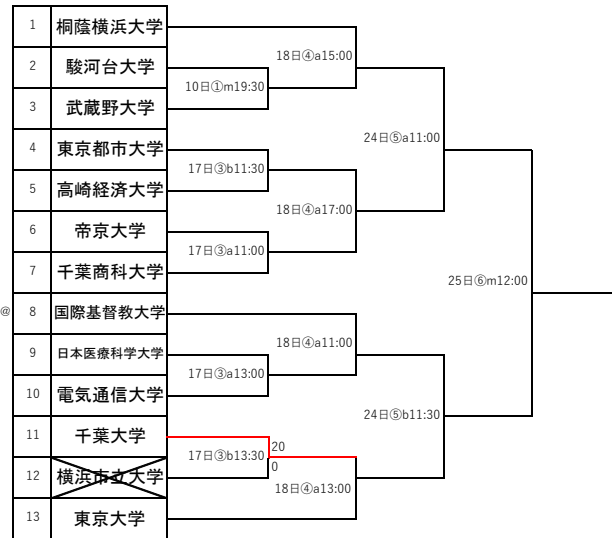 1 桐蔭横浜大学
18日④a15:00
2 駿河台大学
10日①m19:30
3 武蔵野大学
24日⑤a11:00
4 東京都市大学
17日③b11:30
5 高崎経済大学
18日④a17:00
6 帝京大学
17日③a11:00
7 千葉商科大学
25日⑥m12:00
@ 8 国際基督教大学
18日④a11:00
9 日本医療科学大学
17日③a13:00
10 電気通信大学
24日⑤b11:30
11 千葉大学
20
17日③b13:30
0
12 横浜市立大学
18日④a13:00
13 東京大学